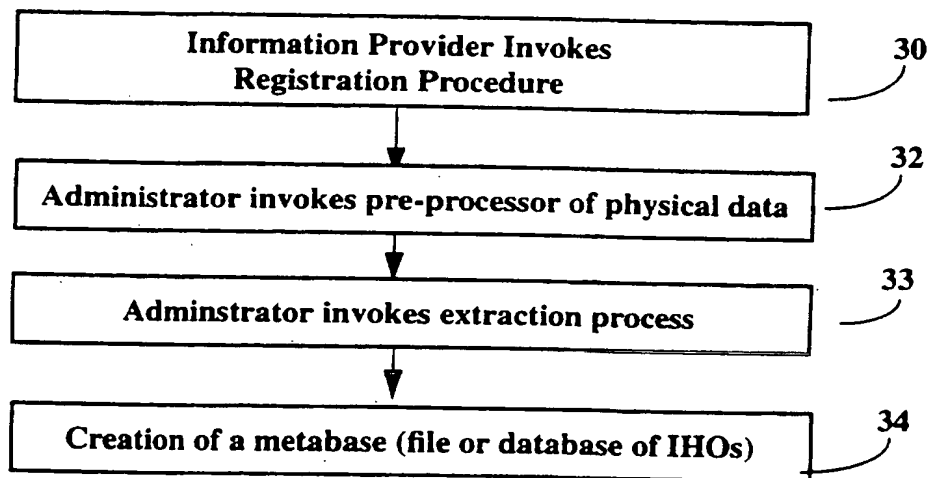 Information Provider Invokes
Registration Procedure
30
Administrator invokes pre-processor of physical data
32
Adminstrator invokes extraction process
33
Creation of a metabase (file or database of IHOs)
34